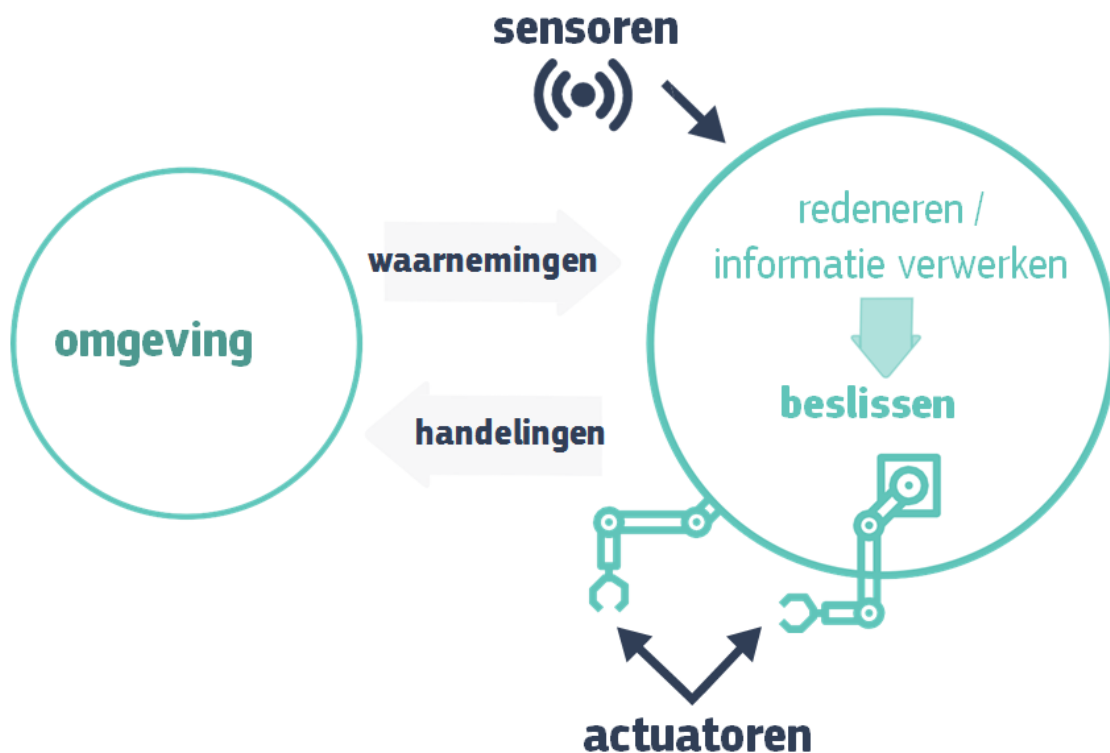 sensoren
redeneren /
informatie verwerken
waarnemingen
omgeving
beslissen
handelingen
actuatoren